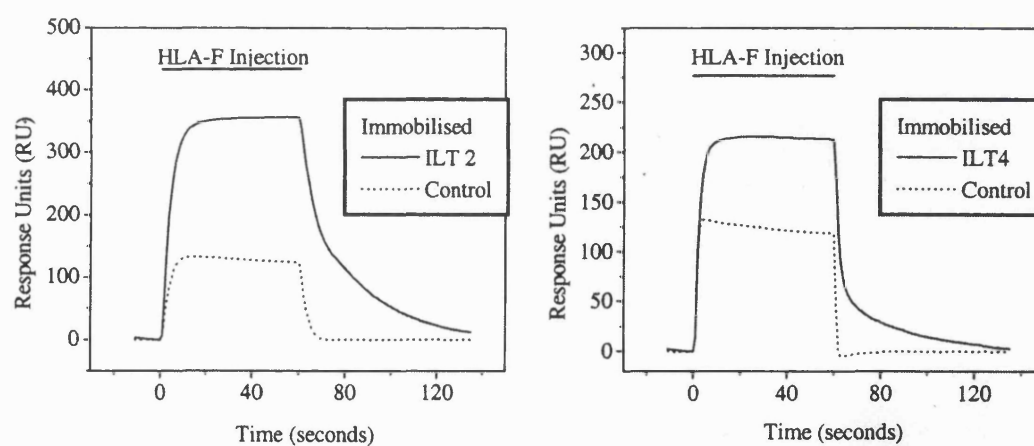 500
400
300
200
100
0
Response Units (RU)
HLA-F Injection
Immobilised
ILT 2
Control
0
40
80
120
Time (seconds)
300
250
200
150
100
50
0
Response Units (RU)
HLA-F Injection
Immobilised
ILT4
Control
0
40
80
120
Time (seconds)